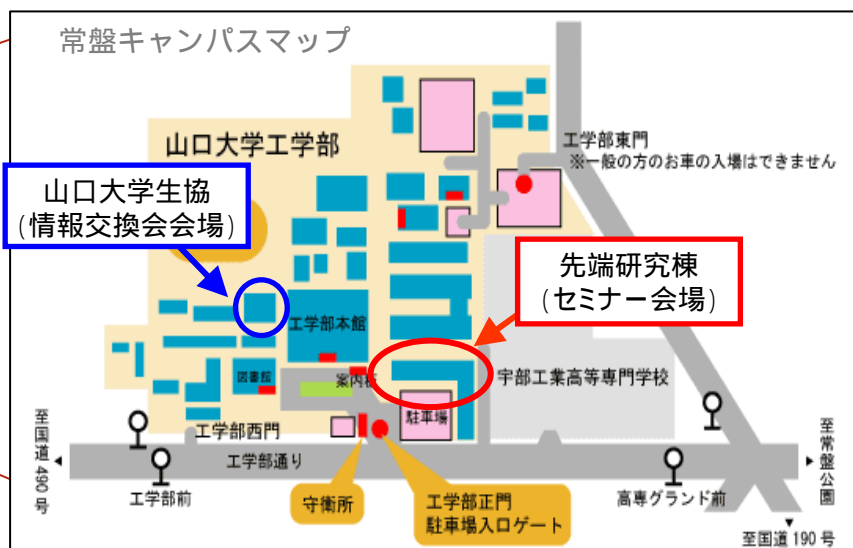 常盤キャンパスマップ
山口大学工学部
工学部東門
※一般の方のお車の入場はできません
山口大学生協
(情報交換会会場)
先端研究棟
(セミナー会場)
工学部本館
図書館
案内板
宇部工業高等専門学校
駐車場
工学部西門
至国道490号
工学部通り
至常盤公園
工学部前
守衛所
工学部正門
駐車場入口ゲート
高専グランド前
至国道190号